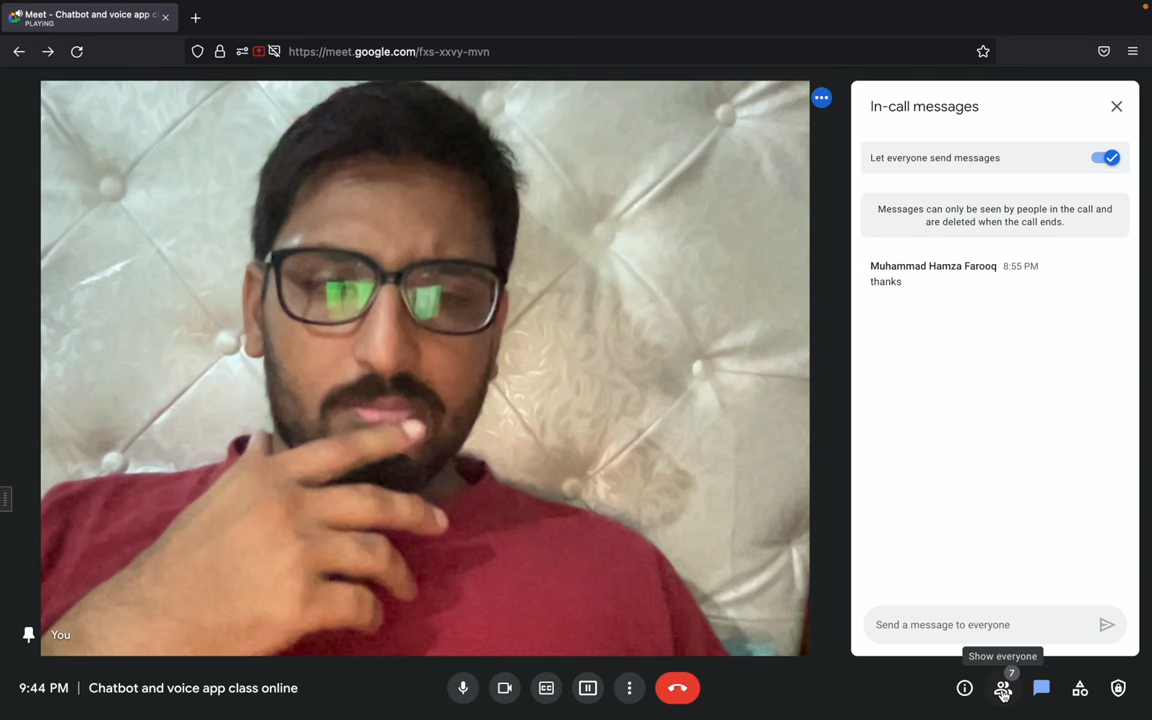 Meet - Chatbot and voice app c
PLAYING
https://meet.google.com/fxs-xxvy-mvn
In-call messages
Let everyone send messages
Messages can only be seen by people in the call and
are deleted when the call ends.
Muhammad Hamza Farooq 8:55 PM
thanks
Send a message to everyone
You
Show everyone
9:44 PM | Chatbot and voice app class online
CC
7